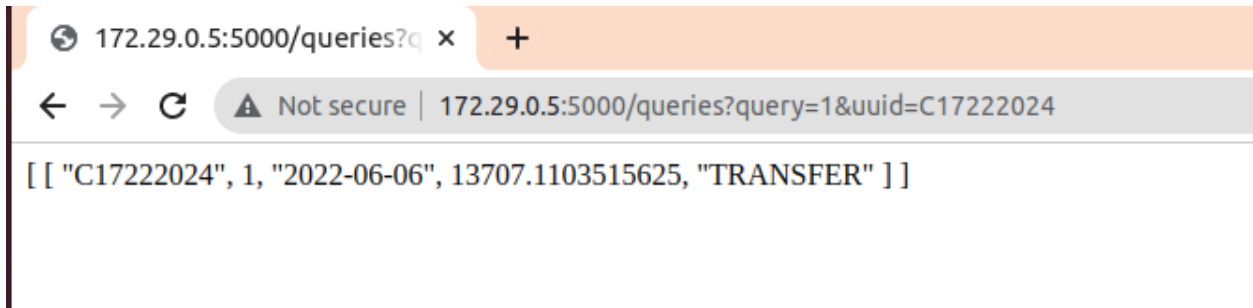 172.29.0.5:5000/queries?q
Not secure | 172.29.0.5:5000/queries?query=1&uuid=C17222024
[ [ "C17222024", 1, "2022-06-06", 13707.1103515625, "TRANSFER" ] ]